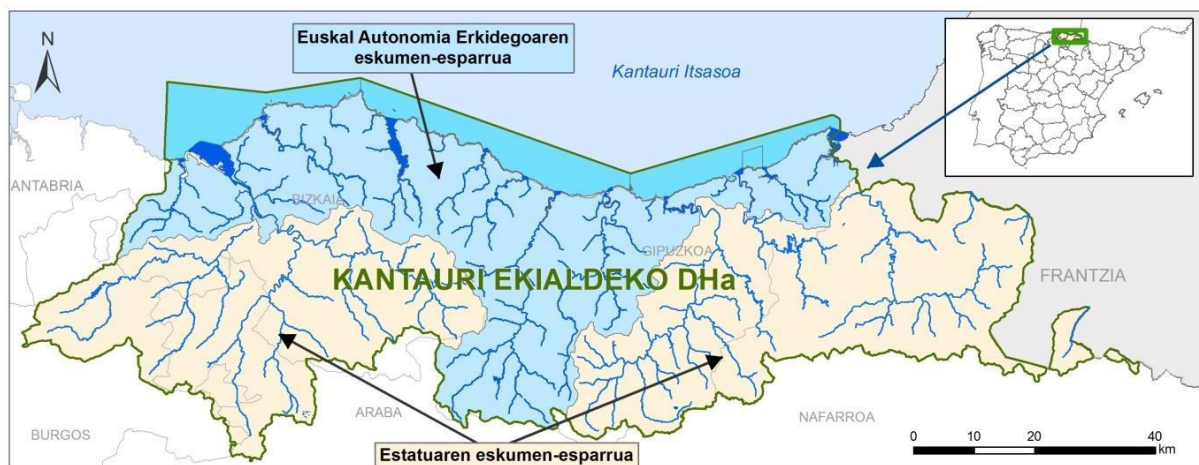 Euskal Autonomia Erkidegoaren
eskumen-esparrua
Kantauri Itsasoa
N
ANTABRIA
BIZKAIA
GIPUZKOA
KANTAURI EKIALDEKO DHa
FRANTZIA
ARABA
NAFARROA
BURGOS
Estatuaren eskumen-esparrua
0 10 20 40
km